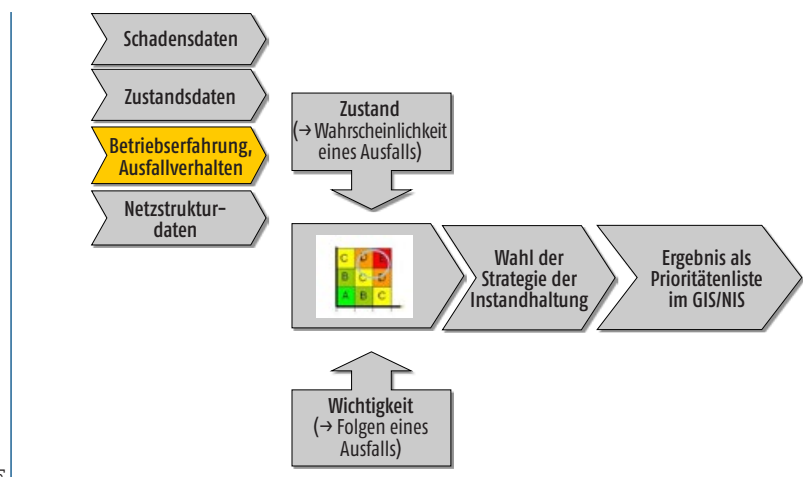 Schadensdaten
Zustandsdaten
Betriebserfahrung,
Ausfallverhalten
Netzstruktur-
daten
Zustand
(→ Wahrscheinlichkeit
eines Ausfalls)
C D E
B C D
A B C
Wahl der
Strategie der
Instandhaltung
Ergebnis als
Prioritätenliste
im GIS/NIS
Wichtigkeit
(→ Folgen eines
Ausfalls)